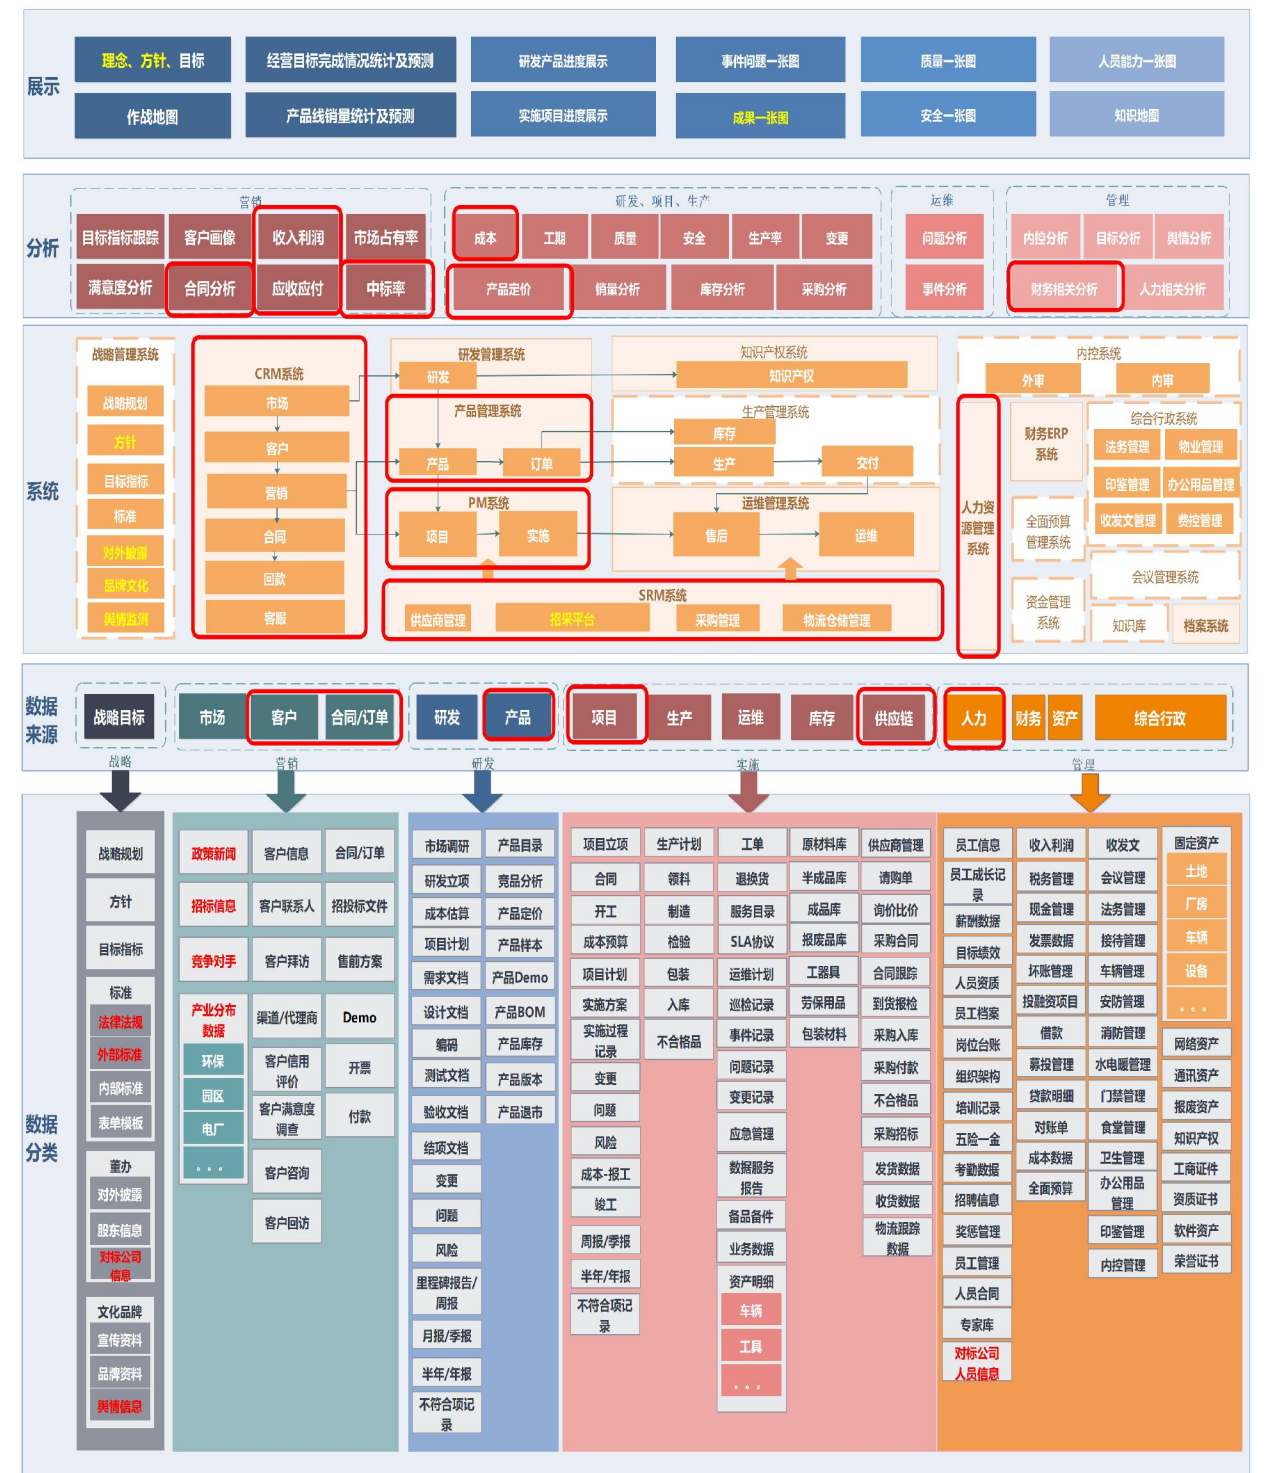 展示
理念、方针、目标
经营目标完成情况统计及预测
研发产品进度展示
事件问题一张图
质量一张图
人员能力一张图
作战地图
产品线销量统计及预测
实施项目进度展示
成果一张图
安全一张图
知识地图
分析
营销
目标指标跟踪
客户画像
收入利润
市场占有率
满意度分析
合同分析
应收应付
中标率
研发、项目、生产
成本
工期
质量
安全
生产率
变更
产品定价
销量分析
库存分析
采购分析
运维
问题分析
事件分析
管理
内控分析
目标分析
舆情分析
财务相关分析
人力相关分析
系统
战略管理系统
战略规划
方针
目标指标
标准
对外披露
品牌文化
舆情监测
CRM系统
市场
客户
营销
合同
回款
客服
研发管理系统
研发
产品管理系统
产品
订单
PM系统
项目
实施
知识产权系统
知识产权
生产管理系统
库存
生产
交付
运维管理系统
售后
运维
SRM系统
供应商管理
招采平台
采购管理
物流仓储管理
内控系统
外审
内审
人力资
源管理
系统
财务ERP
系统
全面预算
管理系统
资金管理
系统
综合行政系统
法务管理
物业管理
印鉴管理
办公用品管理
收发文管理
费控管理
会议管理系统
知识库
档案系统
数据
来源
战略目标
战略
市场
客户
合同/订单
营销
研发
产品
研发
项目
生产
运维
库存
供应链
实施
人力
财务
资产
综合行政
管理
数据
分类
战略规划
方针
目标指标
标准
法律法规
外部标准
内部标准
表单模板
董办
对外披露
股东信息
对标公司
信息
文化品牌
宣传资料
品牌资料
舆情信息
政策新闻
招标信息
竞争对手
产业分布
数据
环保
园区
电厂
。。。
客户信息
客户联系人
客户拜访
渠道/代理商
客户信用
评价
客户满意度
调查
客户咨询
客户回访
合同/订单
招投标文件
售前方案
Demo
开票
付款
市场调研
研发立项
成本估算
项目计划
需求文档
设计文档
编码
测试文档
验收文档
结项文档
变更
问题
风险
里程碑报告/
周报
月报/季报
半年/年报
不符合项记
录
产品目录
竞品分析
产品定价
产品样本
产品Demo
产品BOM
产品库存
产品版本
产品退市
项目立项
合同
开工
成本预算
项目计划
实施方案
实施过程
记录
变更
问题
风险
成本-报工
竣工
周报/季报
半年/年报
不符合项记
录
生产计划
领料
制造
检验
包装
入库
不合格品
工单
退换货
服务目录
SLA协议
运维计划
巡检记录
事件记录
问题记录
变更记录
应急管理
数据服务
报告
备品备件
业务数据
资产明细
车辆
工具
。。。
原材料库
半成品库
成品库
报废品库
工器具
劳保用品
包装材料
供应商管理
请购单
询价比价
采购合同
合同跟踪
到货报检
采购入库
采购付款
不合格品
采购招标
发货数据
收货数据
物流跟踪
数据
员工信息
员工成长记
录
薪酬数据
目标绩效
人员资质
员工档案
岗位台账
组织架构
培训记录
五险一金
考勤数据
招聘信息
奖惩管理
员工管理
人员合同
专家库
对标公司
人员信息
收入利润
税务管理
现金管理
发票数据
坏账管理
投融资项目
借款
募投管理
贷款明细
对账单
成本数据
全面预算
收发文
会议管理
法务管理
接待管理
车辆管理
安防管理
消防管理
水电暖管理
门禁管理
食堂管理
卫生管理
办公用品
管理
印鉴管理
内控管理
固定资产
土地
厂房
车辆
设备
。。。
网络资产
通讯资产
报废资产
知识产权
工商证件
资质证书
软件资产
荣誉证书